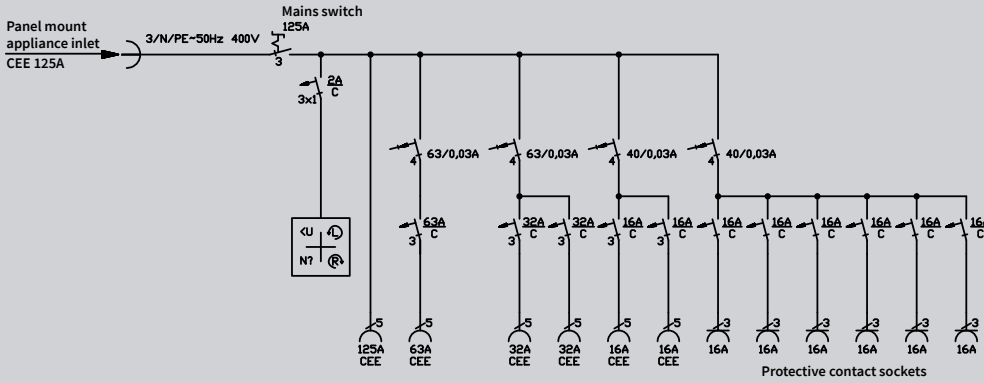 Mains switch
125A
Panel mount
appliance inlet
CEE 125A
3/N/PE~50Hz 400V
3
2A
C
3x1
63/0,03A
4
63/0,03A
4
40/0,03A
4
40/0,03A
4
<U
N? R
63A
C
3
32A
C
3
32A
C
3
16A
C
3
16A
C
3
16A
C
16A
C
16A
C
16A
C
16A
C
16A
C
5
125A
CEE
5
63A
CEE
5
32A
CEE
5
32A
CEE
5
16A
CEE
5
16A
CEE
3
16A
3
16A
3
16A
3
16A
3
16A
3
16A
Protective contact sockets